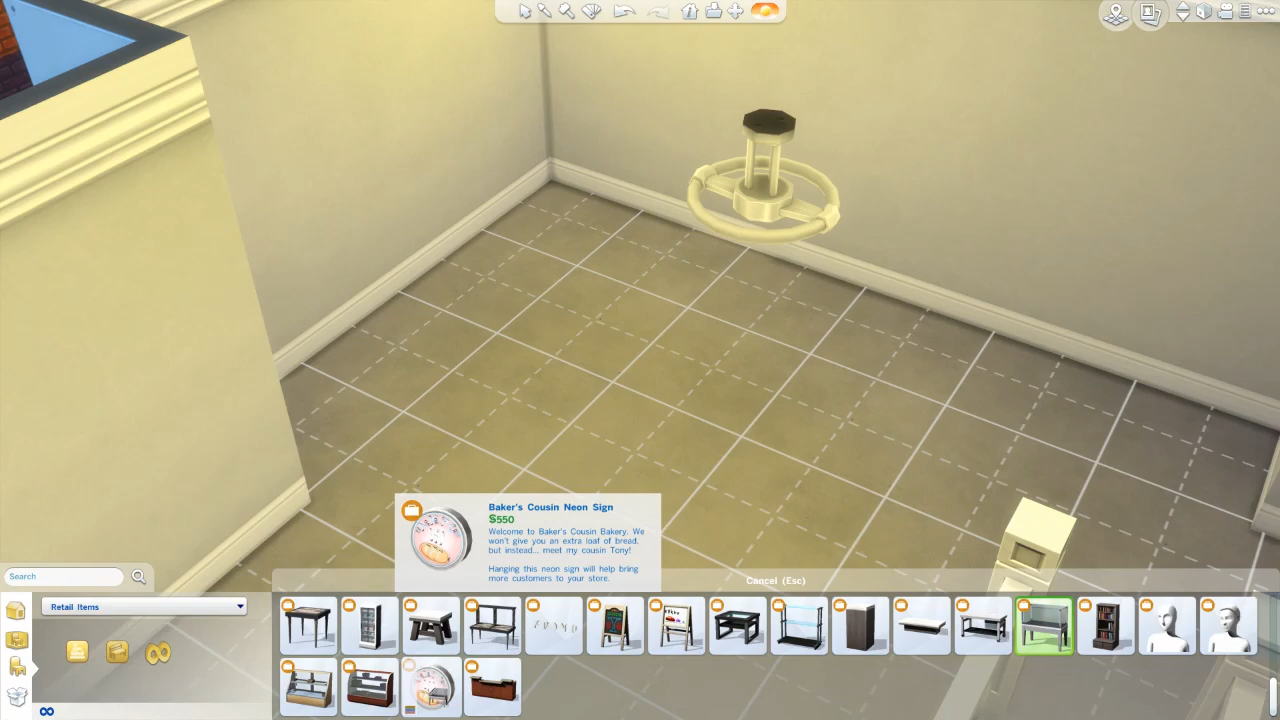 Baker's Cousin Neon Sign
$550
Welcome to Baker's Cousin Bakery. We
won't give you an extra loaf of bread.
but instead... meet my cousin Tony!
Hanging this neon sign will help bring
more customers to your store.
Cancel (Esc)
Search
Retail Items